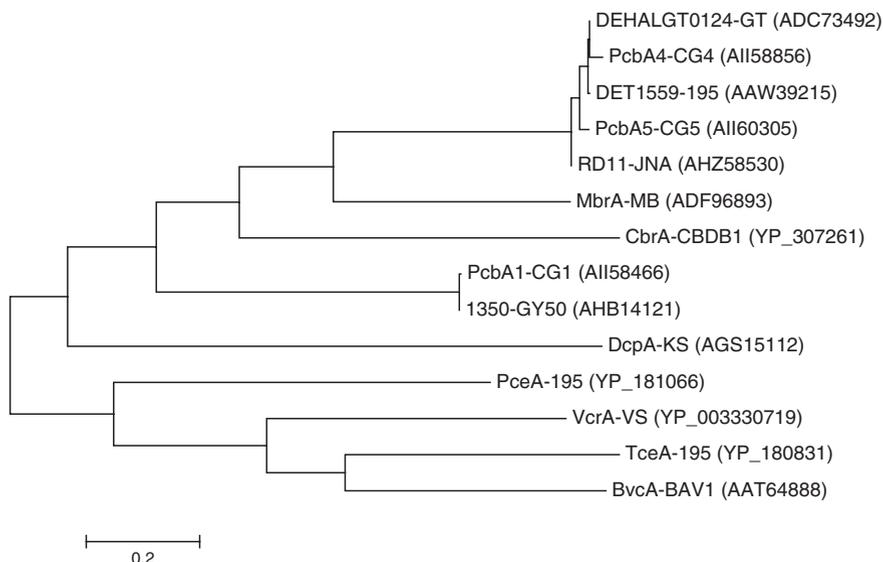 DEHALGT0124-GT (ADC73492)
PcbA4-CG4 (AII58856)
DET1559-195 (AAW39215)
PcbA5-CG5 (AII60305)
RD11-JNA (AHZ58530)
MbrA-MB (ADF96893)
CbrA-CBDB1 (YP_307261)
PcbA1-CG1 (AII58466)
1350-GY50 (AHB14121)
DcpA-KS (AGS15112)
PceA-195 (YP_181066)
VcrA-VS (YP_003330719)
TceA-195 (YP_180831)
BvcA-BAV1 (AAT64888)
0.2